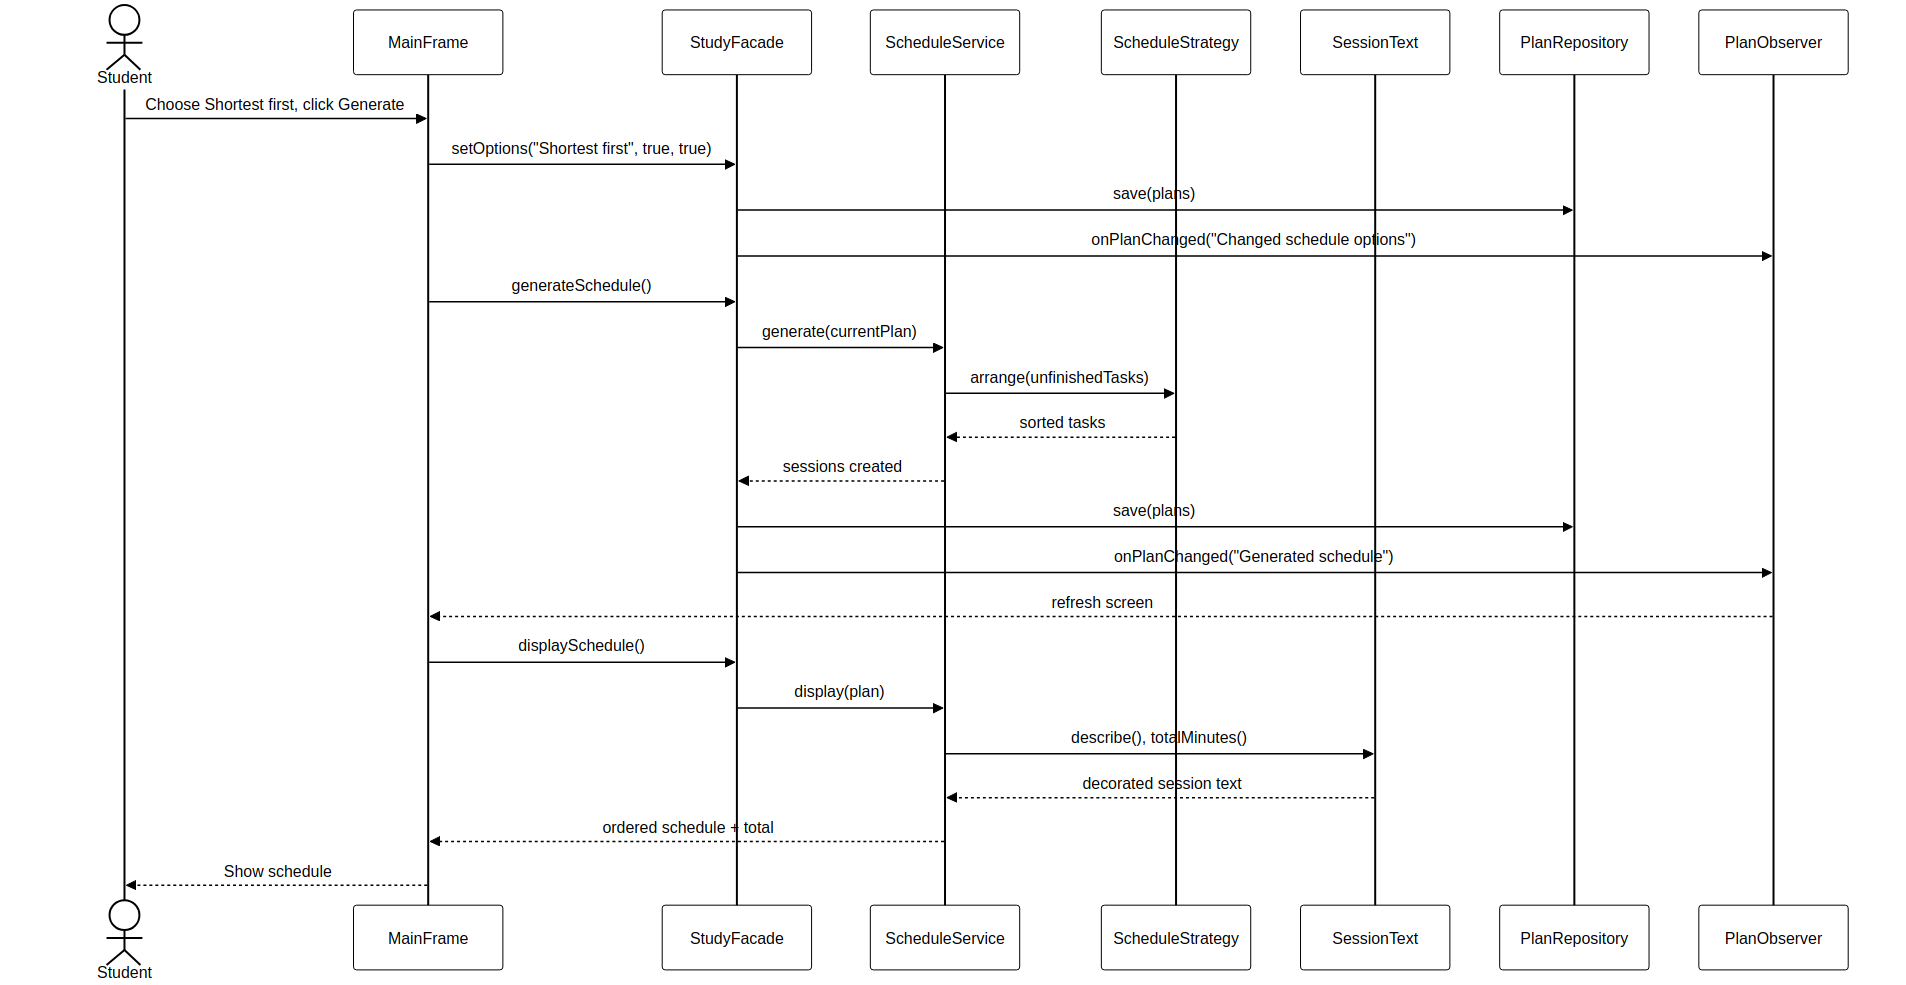 MainFrame
StudyFacade
ScheduleService
ScheduleStrategy
SessionText
PlanRepository
PlanObserver
Student
Choose Shortest first, click Generate
setOptions("Shortest first", true, true)
save(plans)
onPlanChanged("Changed schedule options")
generateSchedule()
generate(currentPlan)
arrange(unfinishedTasks)
sorted tasks
sessions created
save(plans)
onPlanChanged("Generated schedule")
refresh screen
displaySchedule()
display(plan)
describe(), totalMinutes()
decorated session text
ordered schedule + total
Show schedule
MainFrame
StudyFacade
ScheduleService
ScheduleStrategy
SessionText
PlanRepository
PlanObserver
Student